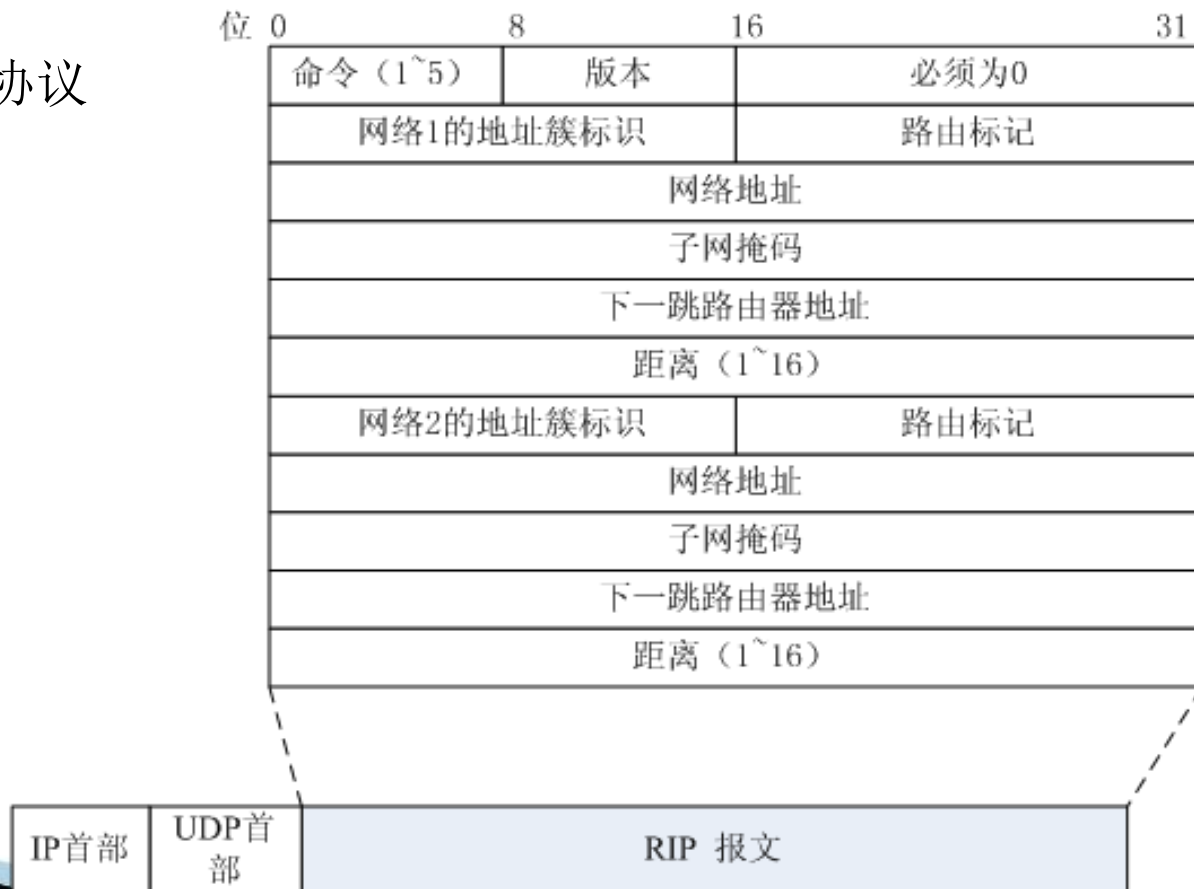 位 0 8 16 31
协议
命令（1~5） 版本 必须为0
网络1的地址簇标识 路由标记
网络地址
子网掩码
下一跳路由器地址
距离（1~16）
网络2的地址簇标识 路由标记
网络地址
子网掩码
下一跳路由器地址
距离（1~16）
IP首部 UDP首 RIP 报文
部